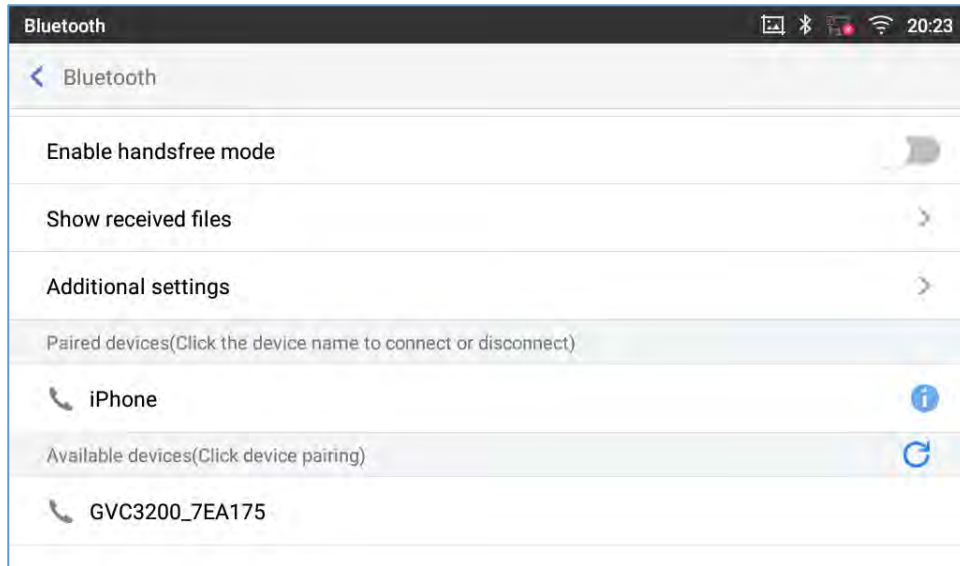 Bluetooth 20:23
Bluetooth
Enable handsfree mode
Show received files
Additional settings
Paired devices(Click the device name to connect or disconnect)
iPhone
Available devices(Click device pairing)
GVC3200_7EA175